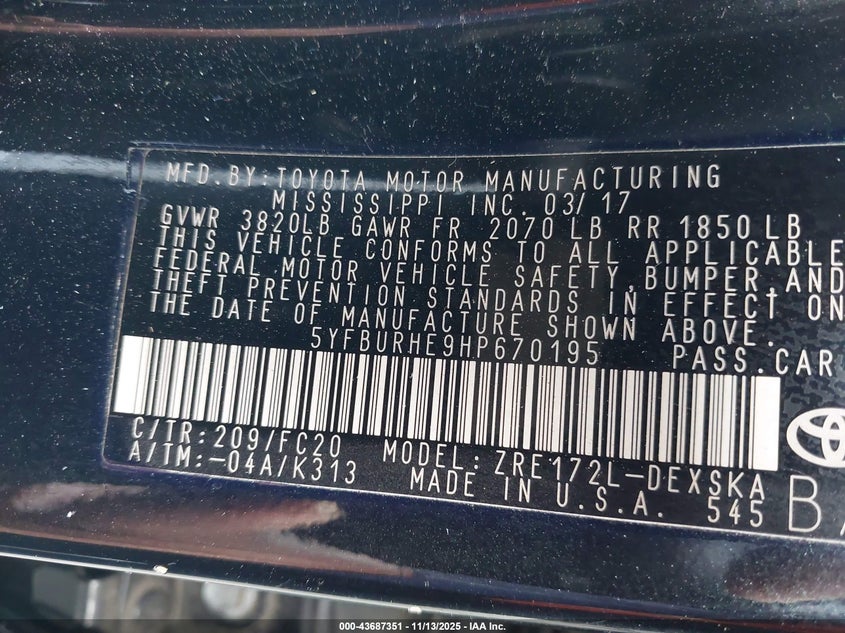 MFD.BY:TOYOTA MOTOR MANUFACTURING
MISSISSIPPI INC. 03/17
GVWR 3820LB GAWR FR 2070 LB RR 1850LB
THIS VEHICLE CONFORMS TO ALL APPLICABLE
FEDERAL MOTOR VEHICLE SAFETY,BUMPER,AND
THEFT PREVENTION STANDARDS IN EFFECT ON
THE DATE OF MANUFACTURE SHOWN ABOVE.
5YFBURHE9HP670195 PASS.CAR
C/TR:209/FC20 MODEL:ZRE172L-DEXSKA
A/TM:-04A/K313 MADE IN U.S.A. 545
000-43687351 - 11/13/2025 - IAA Inc.